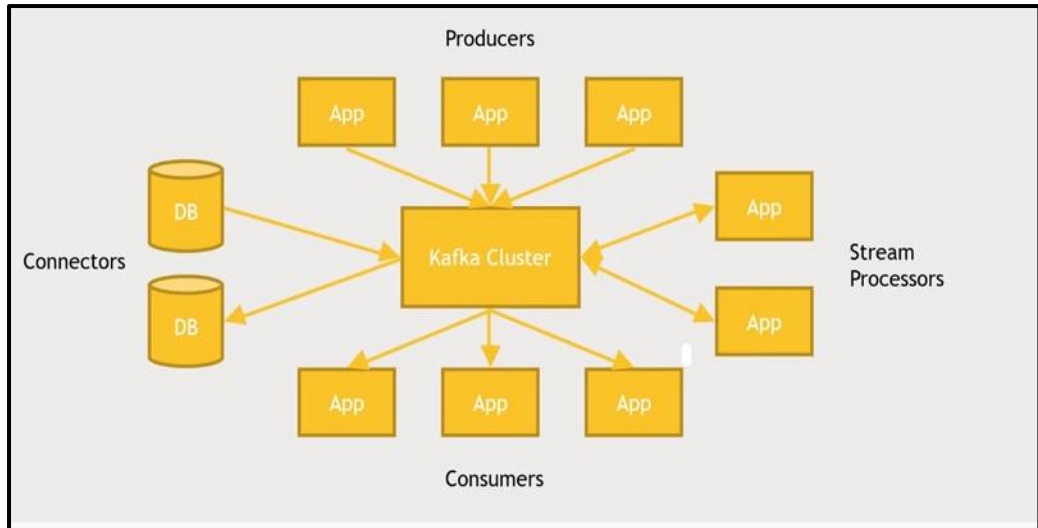 Producers
App
App
App
DB
App
Connectors
Kafka Cluster
Stream
Processors
DB
App
App
App
App
Consumers